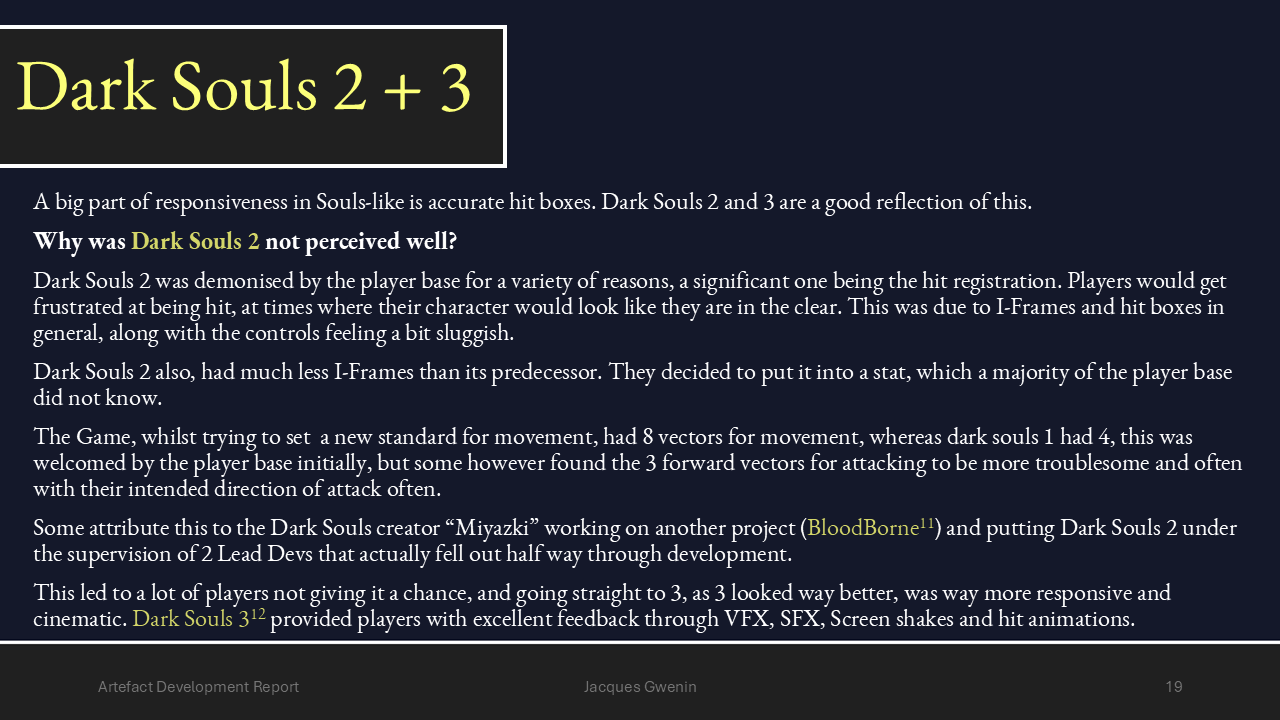 Dark Souls 2 + 3
A big part of responsiveness in Souls-like is accurate hit boxes. Dark Souls 2 and 3 are a good reflection of this.
Why was Dark Souls 2 not perceived well?
Dark Souls 2 was demonised by the player base for a variety of reasons, a significant one being the hit registration. Players would get
frustrated at being hit, at times where their character would look like they are in the clear. This was due to I-Frames and hit boxes in
general, along with the controls feeling a bit sluggish.
Dark Souls 2 also, had much less I-Frames than its predecessor. They decided to put it into a stat, which a majority of the player base
did not know.
The Game, whilst trying to set  a new standard for movement, had 8 vectors for movement, whereas dark souls 1 had 4, this was
welcomed by the player base initially, but some however found the 3 forward vectors for attacking to be more troublesome and often
with their intended direction of attack often.
Some attribute this to the Dark Souls creator “Miyazki” working on another project (BloodBorne¹¹) and putting Dark Souls 2 under
the supervision of 2 Lead Devs that actually fell out half way through development.
This led to a lot of players not giving it a chance, and going straight to 3, as 3 looked way better, was way more responsive and
cinematic. Dark Souls 3¹² provided players with excellent feedback through VFX, SFX, Screen shakes and hit animations.
Artefact Development Report
Jacques Gwenin
19